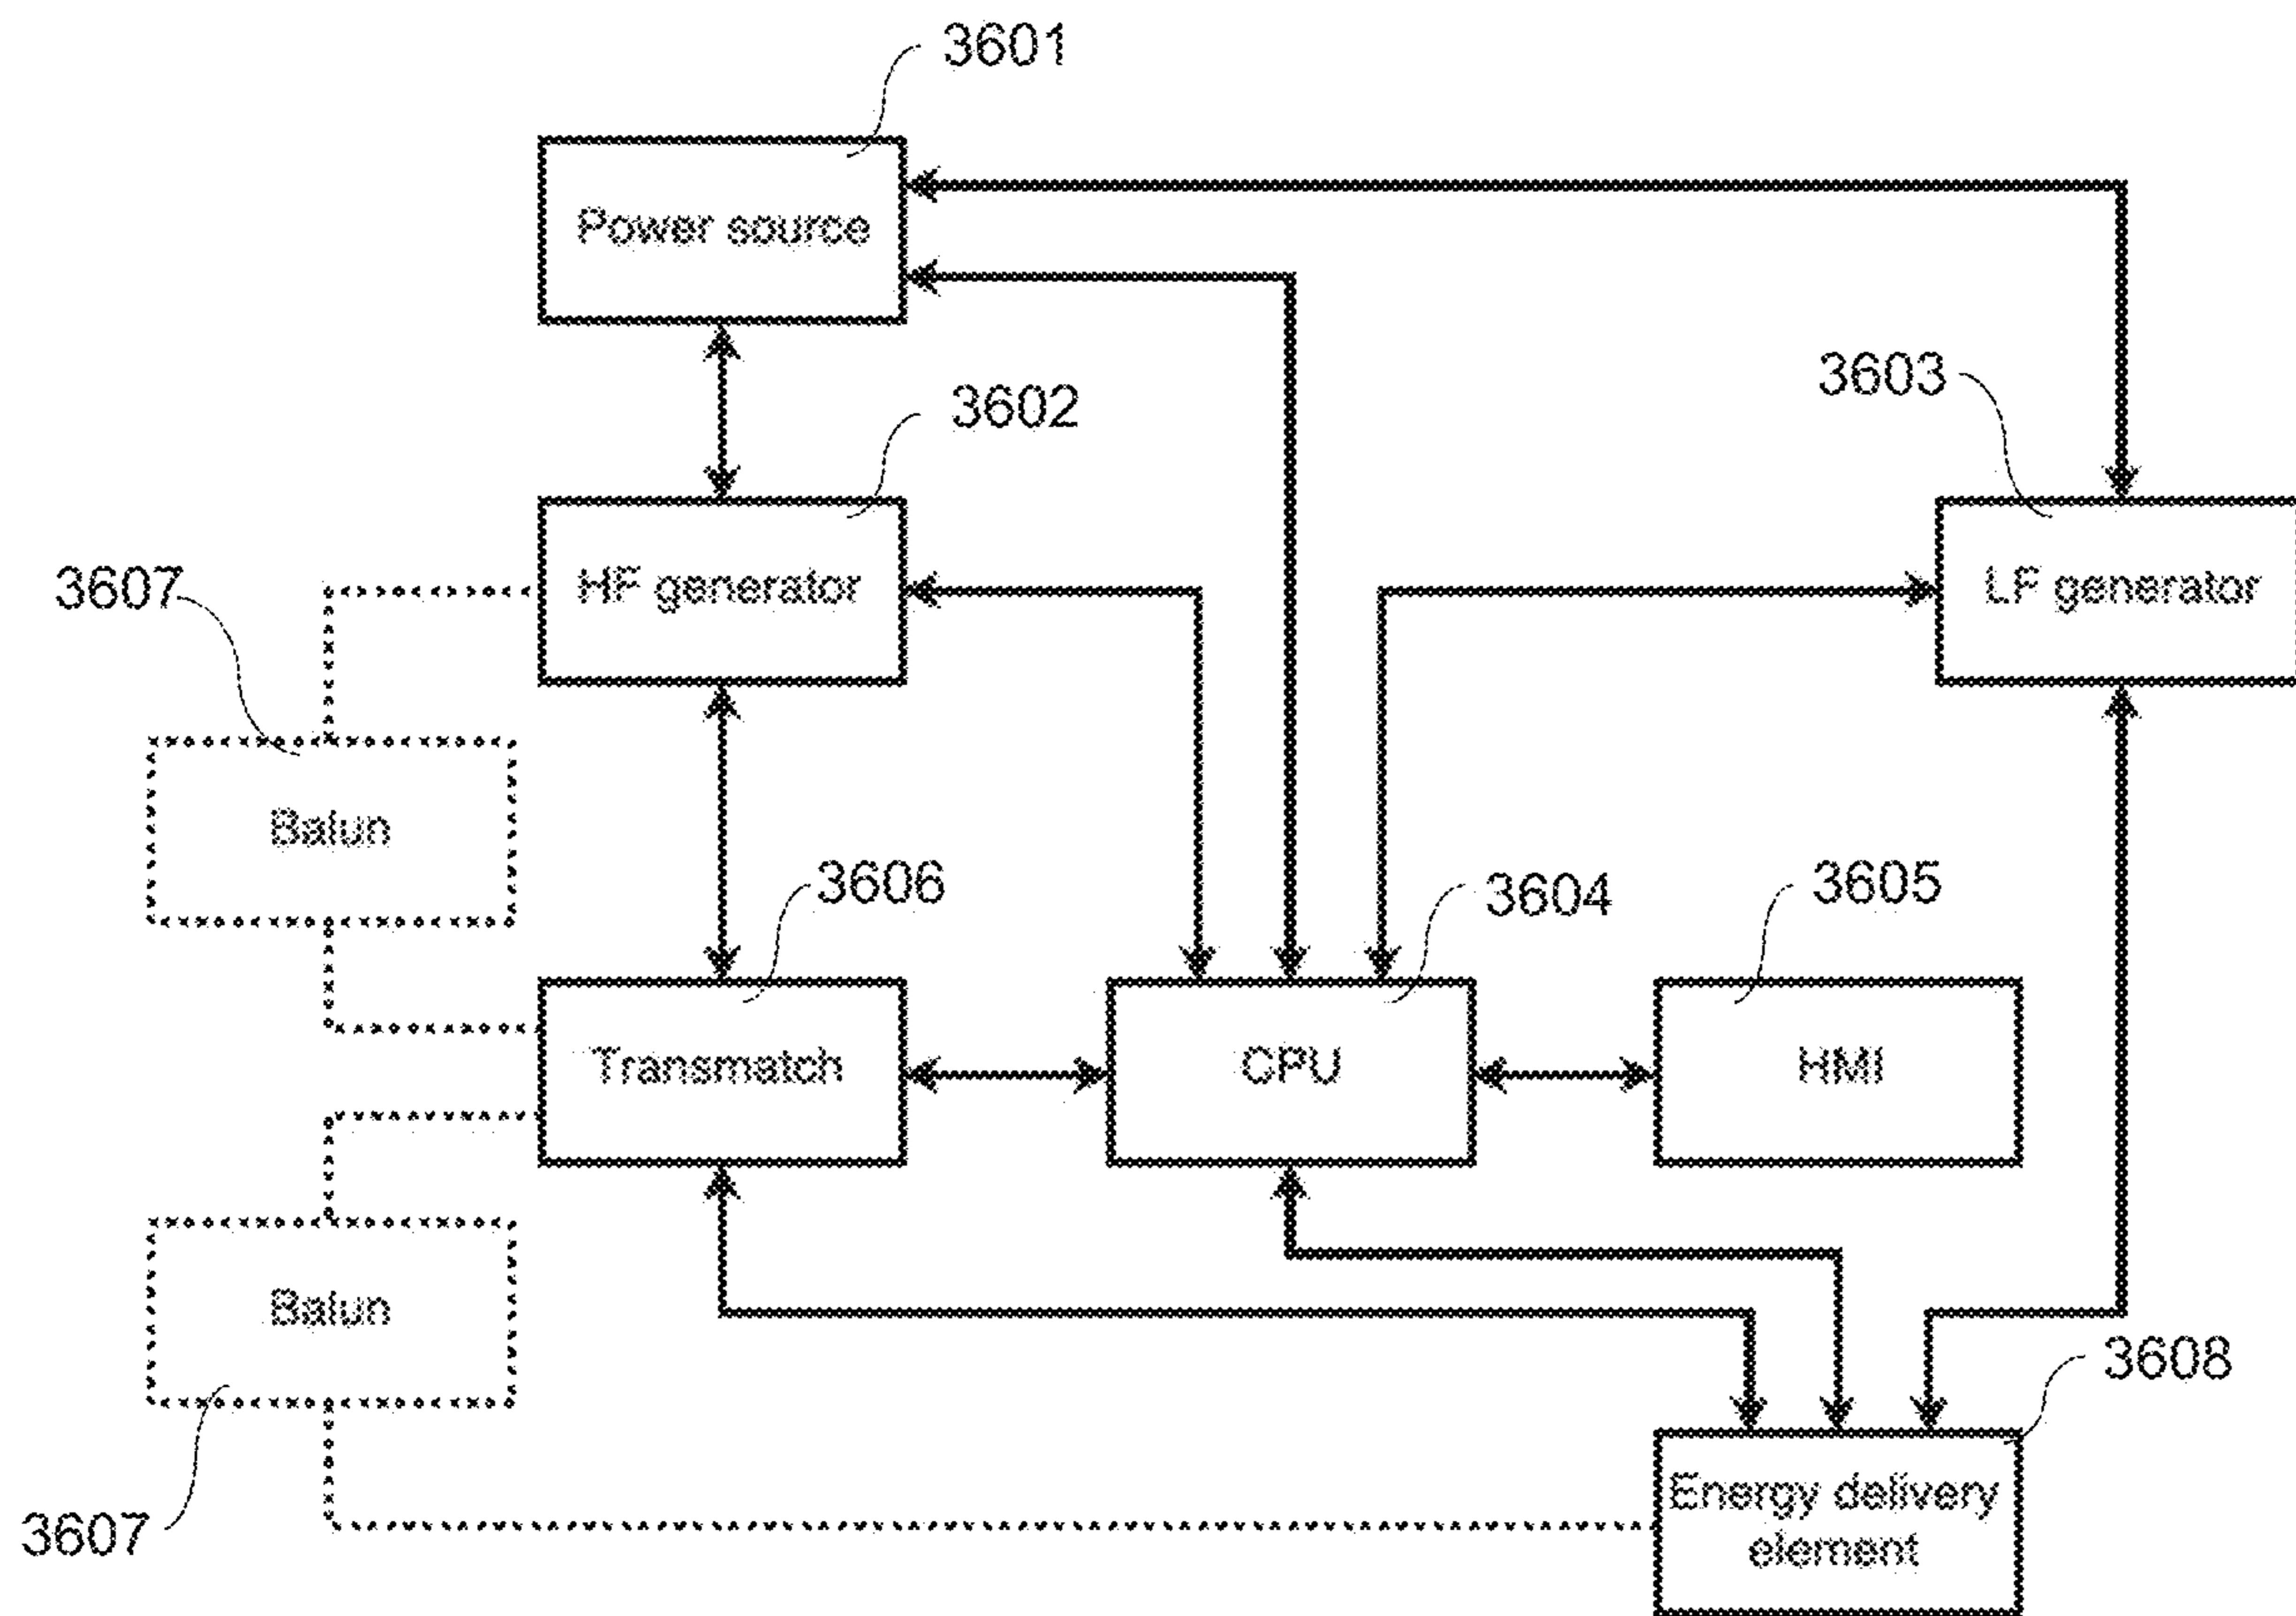 3601
Power source
3602
3603
HF generator
LF generator
3607
Balun
3606
3604
3605
Transmatch
CPU
HMI
Balun
3608
3607
Energy delivery
element